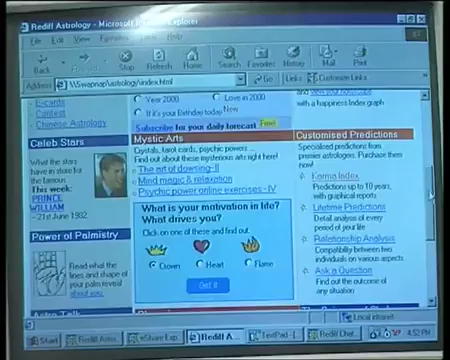 Rediff Astrology - Microsoft Internet Explorer
File Edit View Favorites Tools Help
Back Stop Refresh Home Search Favorites History Mail Print
Address \\Swapnap\astrology\index.html Go Links Customize Links
E-cards
Contest
Chinese Astrology
Celeb Stars
What the stars
have in store for
the famous
This week:
PRINCE
WILLIAM
- 21st June 1982
Power of Palmistry
Read what the
lines and shape
of your palm reveal
about you.
Astro Talk
Year 2000 Love in 2000
If it's your Birthday today Now
Subscribe for your daily forecast Free
Mystic Arts
Crystals, tarot cards, psychic powers...
Find out about these mysterious arts right here!
The art of dowsing-II
Mind magic & relaxation
Psychic power online exercises -IV
What is your motivation in life?
What drives you?
Click on one of these and find out.
Crown Heart Flame
Get it
with a happiness Index graph
Customised Predictions
Specialised predictions from
premier astrologers. Purchase them
now!
Karma Index
Predictions up to 10 years,
with graphical reports
Lifetime Predictions
Detail analysis of every
period of your life
Relationship Analysis
Compatibility between two
individuals on various aspects
Ask a Question
Find out the outcome of
any situation
Local intranet
Start Rediff Astro... eShare Exp... Rediff A... TextPad - [... Rediff Chat... 4:52 PM